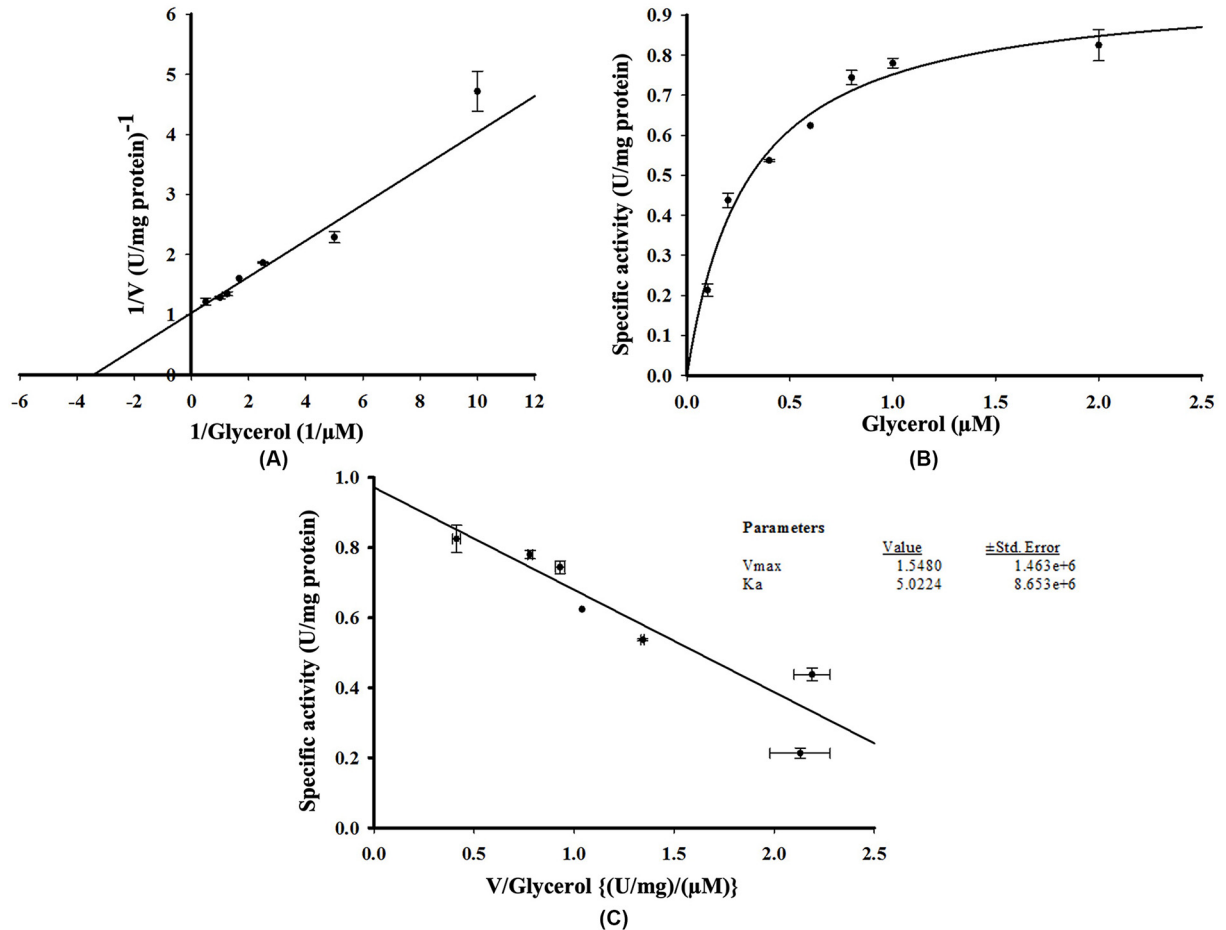 6
5
4
3
2
1
0
1/V (U/mg protein)-1
-6 -4 -2 0 2 4 6 8 10 12
1/Glycerol (1/µM)
(A)
0.9
0.8
0.7
0.6
0.5
0.4
0.3
0.2
0.1
0.0
Specific activity (U/mg protein)
0.0 0.5 1.0 1.5 2.0 2.5
Glycerol (µM)
(B)
1.0
0.8
0.6
0.4
0.2
0.0
Specific activity (U/mg protein)
0.0 0.5 1.0 1.5 2.0 2.5
V/Glycerol {(U/mg)/(µM)}
(C)
Parameters
Value ±Std. Error
Vmax 1.5480 1.463e+6
Ka 5.0224 8.653e+6